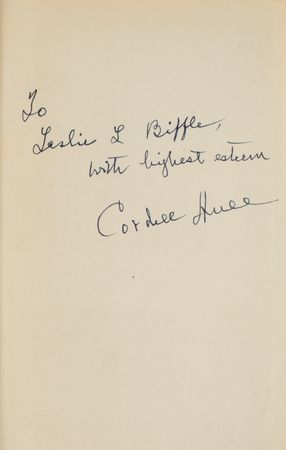 To
Leslie L Biffle,
with highest esteem
Cordell Hull